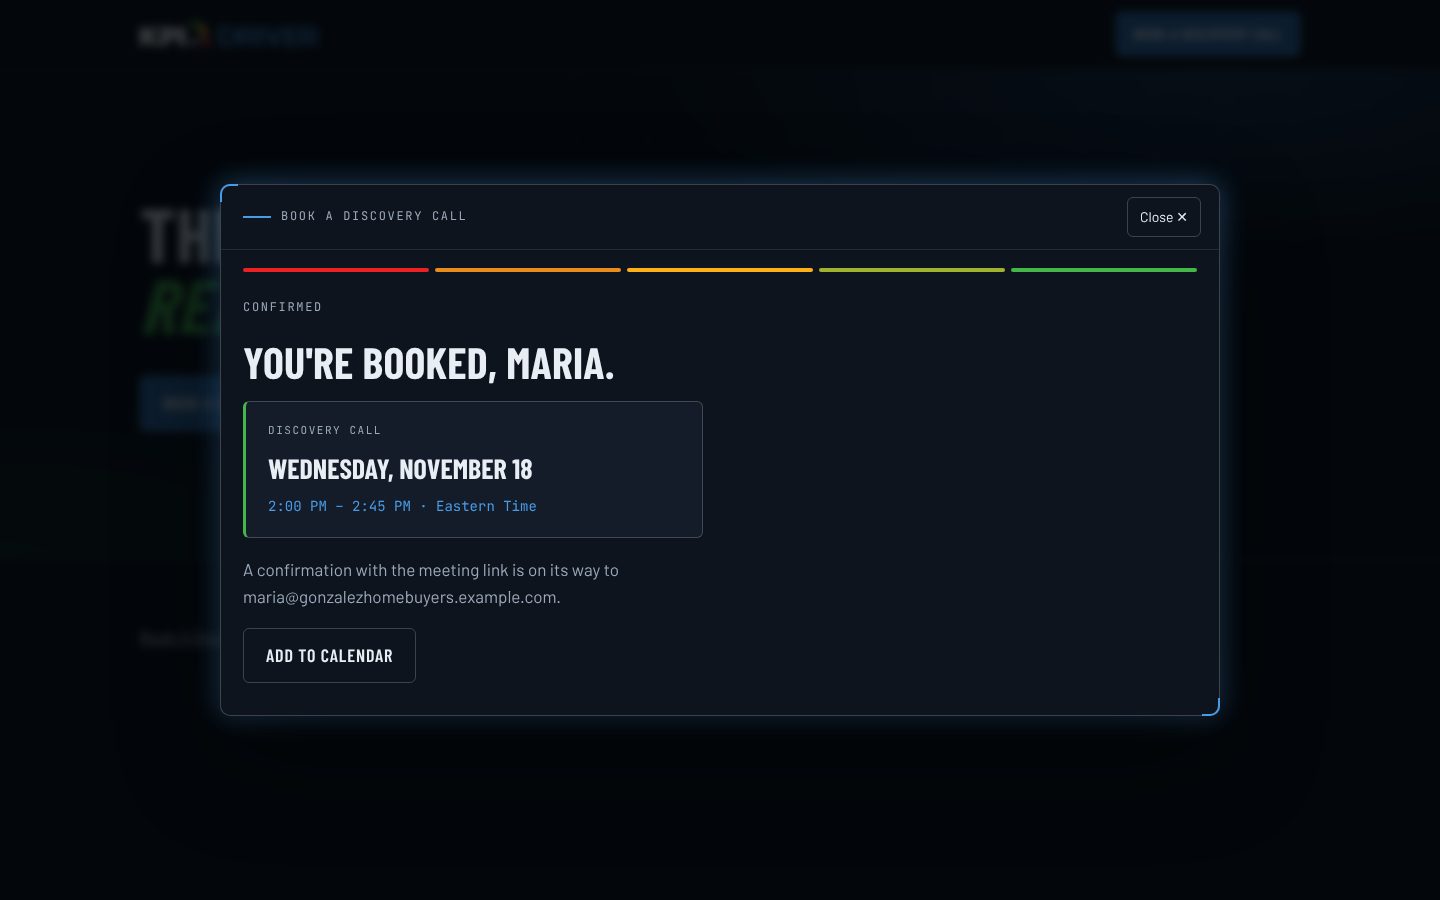 KPI DRIVER
BOOK A DISCOVERY CALL
Close ✕
CONFIRMED
YOU'RE BOOKED, MARIA.
DISCOVERY CALL
WEDNESDAY, NOVEMBER 18
2:00 PM – 2:45 PM · Eastern Time
A confirmation with the meeting link is on its way to
maria@gonzalezhomebuyers.example.com.
ADD TO CALENDAR